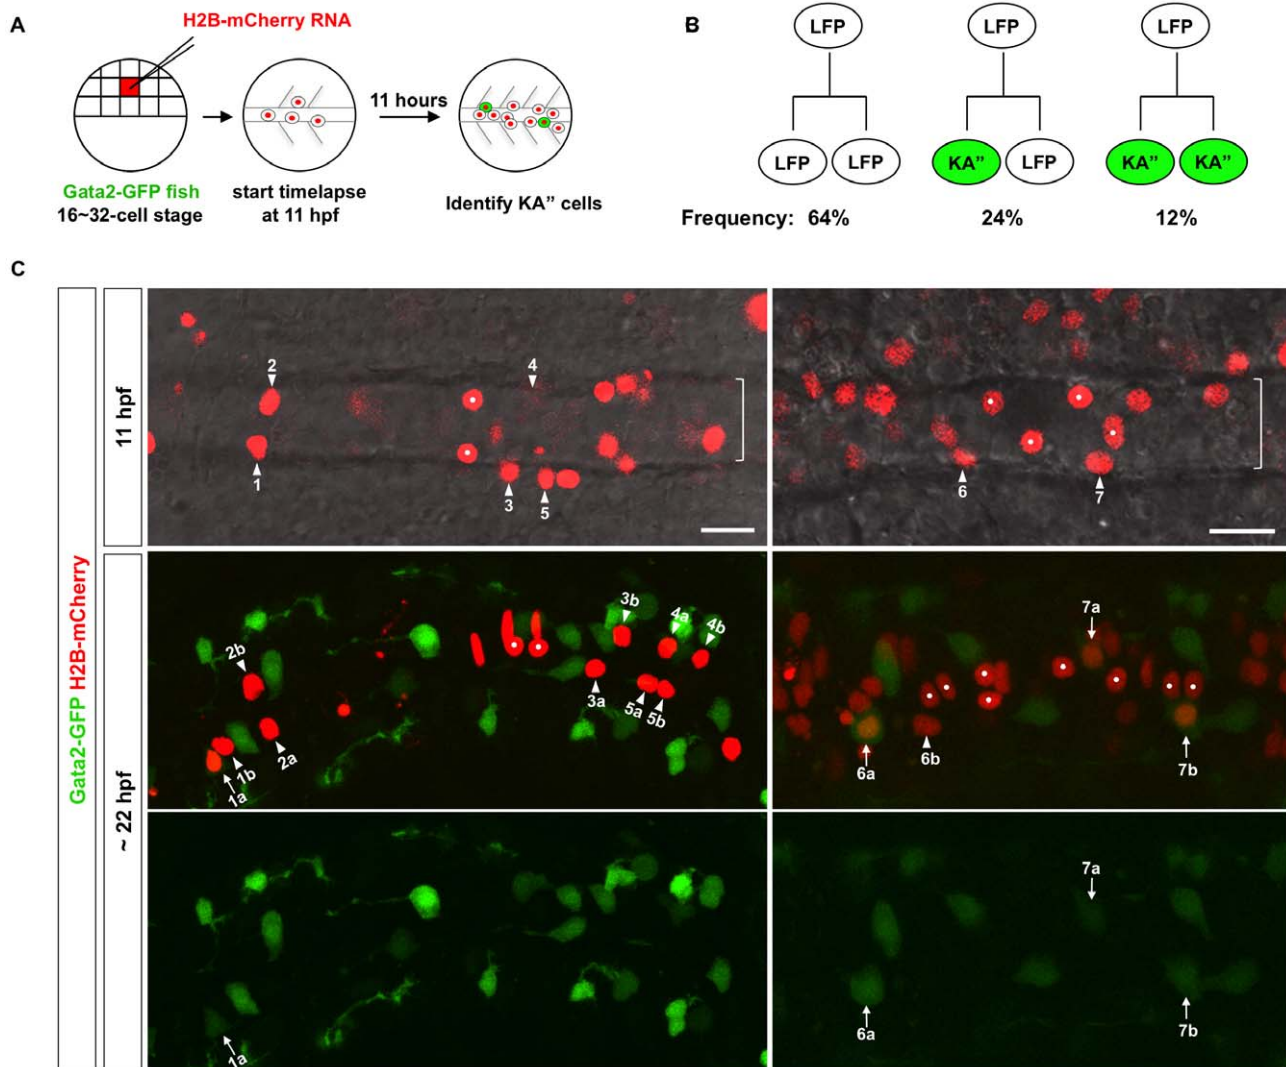 A
H2B-mCherry RNA
11 hours
Gata2-GFP fish
16~32-cell stage
start timelapse
at 11 hpf
Identify KA” cells
B
LFP
LFP
LFP
LFP
LFP
KA”
LFP
KA”
KA”
Frequency: 64%
24%
12%
C
Gata2-GFP H2B-mCherry
11 hpf
2
4
1
3
5
6
7
~ 22 hpf
2b
3b
4a
4b
3a
5a
5b
1b
2a
1a
7a
6a
6b
7b
1a
7a
6a
7b